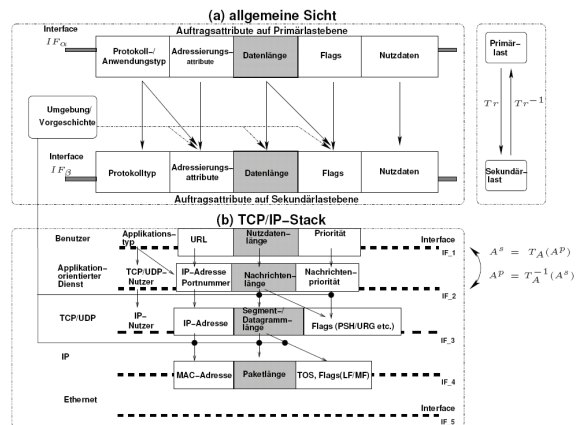 (a) allgemeine Sicht
Auftragsattribute auf Primärlastebene
Interface
IF_α
Protokoll-/
Anwendungstyp
Adressierungs-
attribute
Datenlänge
Flags
Nutzdaten
Primär-
last
Umgebung/
Vorgeschichte
Tr
Tr^{-1}
Interface
IF_β
Protokolltyp
Adressierungs-
attribute
Datenlänge
Flags
Nutzdaten
Sekundär-
last
Auftragsattribute auf Sekundärlastebene
(b) TCP/IP-Stack
Benutzer
Applikations-
typ
URL
Nutzdaten-
länge
Priorität
Interface
IF_1
Applikation-
orientierter
Dienst
TCP/UDP-
Nutzer
IP-Adresse
Portnummer
Nachrichten-
länge
Nachrichten-
priorität
IF_2
A^s = T_A(A^p)
A^p = T_A^{-1}(A^s)
TCP/UDP
IP-
Nutzer
IP-Adresse
Segment-/
Datagramm-
länge
Flags (PSH/URG etc.)
IF_3
IP
MAC-Adresse
Paketlänge
TOS, Flags(LF/MF)
IF_4
Ethernet
Interface
IF_5